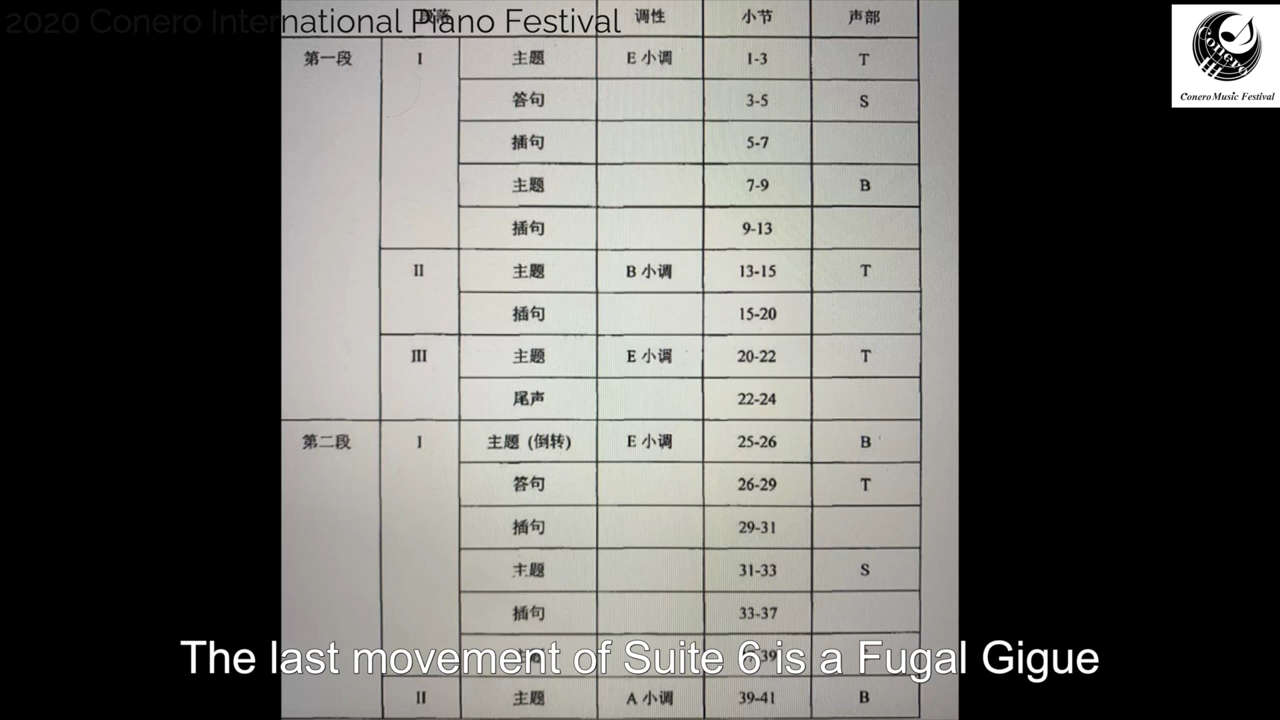 2020 Conero International Piano Festival
段落 调性 小节 声部
第一段 I 主题 E 小调 1-3 T
答句 3-5 S
插句 5-7
主题 7-9 B
插句 9-13
II 主题 B 小调 13-15 T
插句 15-20
III 主题 E 小调 20-22 T
尾声 22-24
第二段 I 主题 (倒转) E 小调 25-26 B
答句 26-29 T
插句 29-31
主题 31-33 S
插句 33-37
主题
II 主题 A 小调 39-41 B
The last movement of Suite 6 is a Fugal Gigue
Conero
Conero Music Festival